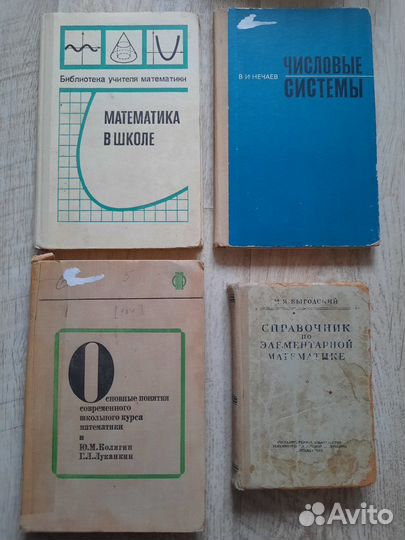 Библиотека учителя математики
МАТЕМАТИКА
В ШКОЛЕ
В И НЕЧАЕВ
ЧИСЛОВЫЕ
СИСТЕМЫ
Основные понятия
современного
школьного курса
математики
Ю.М.Колягин
Г.Л.Луканкин
М. Я. ВЫГОДСКИЙ
СПРАВОЧНИК
ПО
ЭЛЕМЕНТАРНОЙ
МАТЕМАТИКЕ
Avito